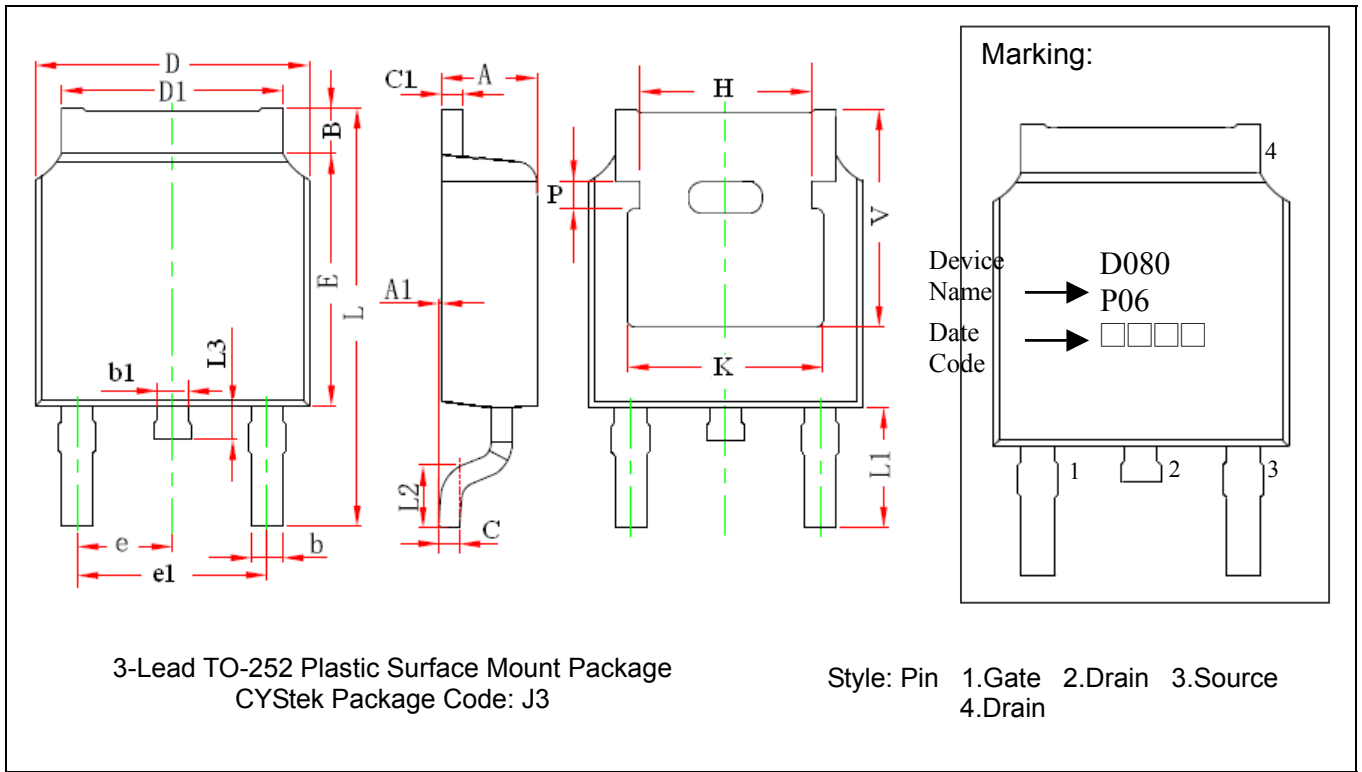 D
D1
B
E
L
L3
b1
e
e1
b
C1
A
A1
L2
C
H
P
V
K
L1
Marking:
4
Device
Name
D080
P06
Date
Code
□□□□
1
2
3
3-Lead TO-252 Plastic Surface Mount Package
CYStek Package Code: J3
Style: Pin 1.Gate 2.Drain 3.Source
4.Drain